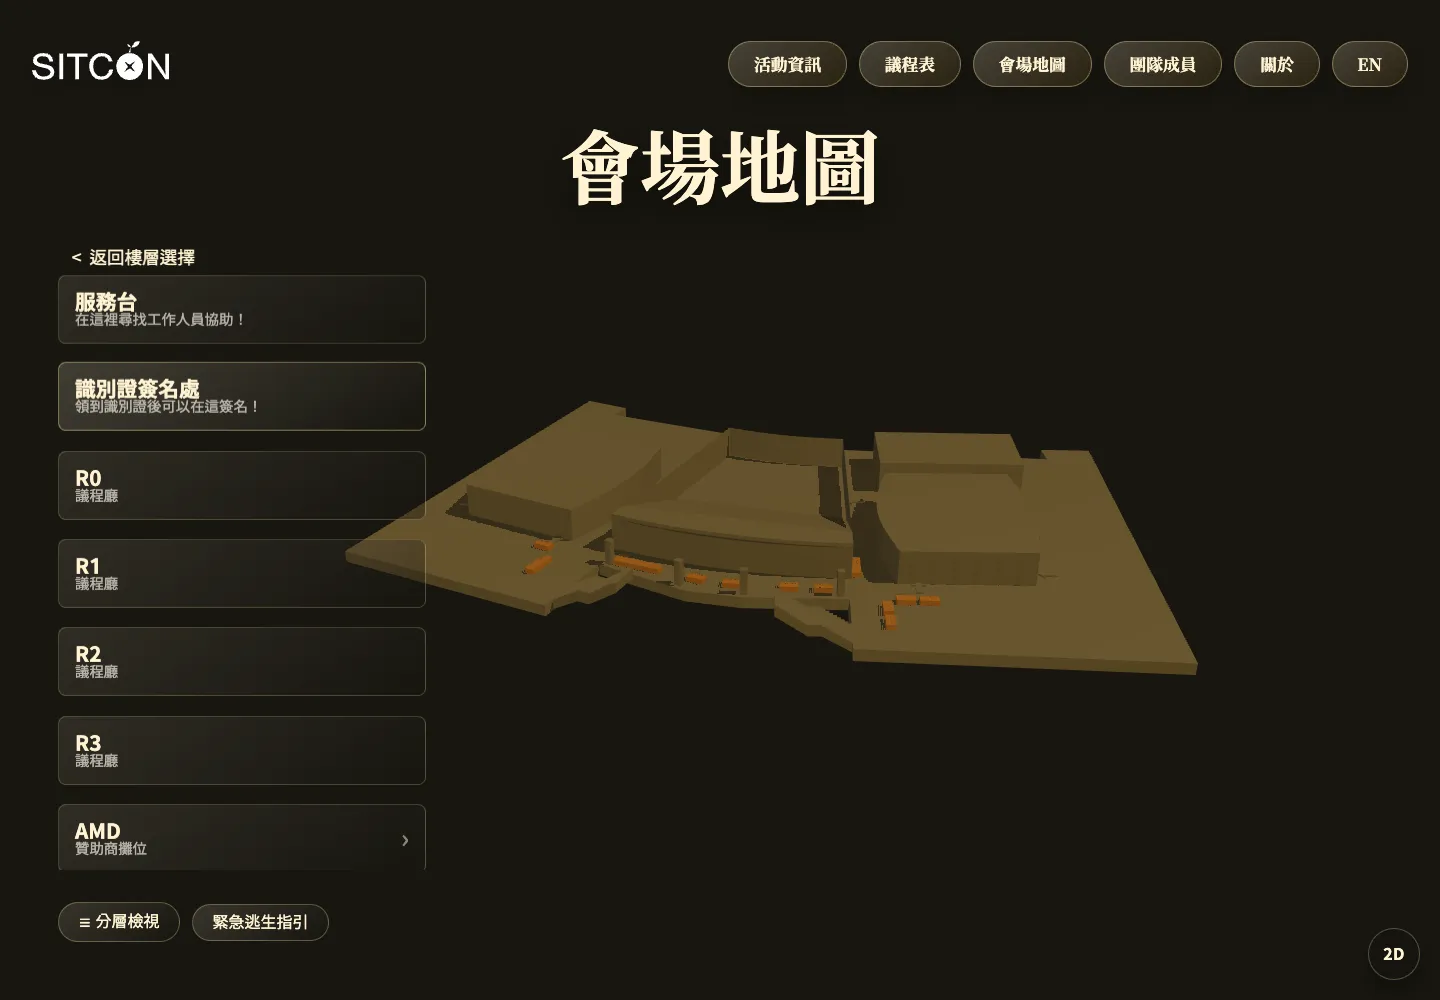 SITCON
活動資訊
議程表
會場地圖
團隊成員
關於
EN
會場地圖
< 返回樓層選擇
服務台
在這裡尋找工作人員協助！
識別證簽名處
領到識別證後可以在這簽名！
R0
議程廳
R1
議程廳
R2
議程廳
R3
議程廳
AMD
贊助商攤位
≡ 分層檢視
緊急逃生指引
2D